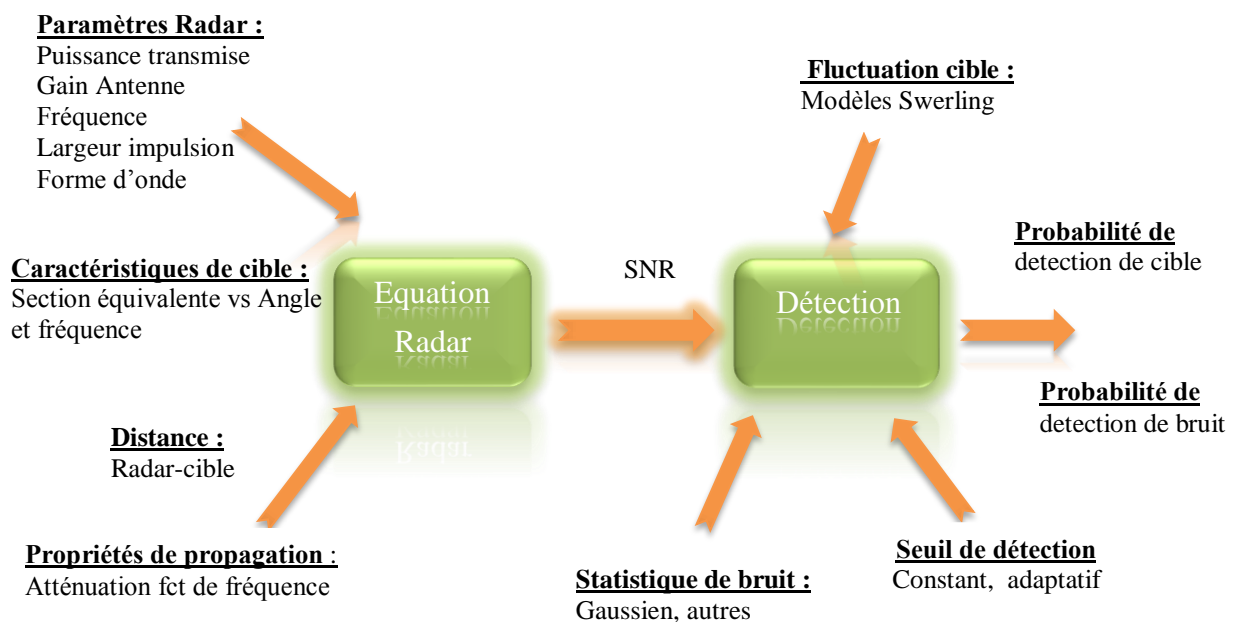 Paramètres Radar :
Puissance transmise
Gain Antenne
Fréquence
Largeur impulsion
Forme d’onde
Caractéristiques de cible :
Section équivalente vs Angle
et fréquence
Distance :
Radar-cible
Propriétés de propagation :
Atténuation fct de fréquence
Equation
Radar
SNR
Fluctuation cible :
Modèles Swerling
Détection
Statistique de bruit :
Gaussien, autres
Seuil de détection
Constant, adaptatif
Probabilité de
detection de cible
Probabilité de
detection de bruit